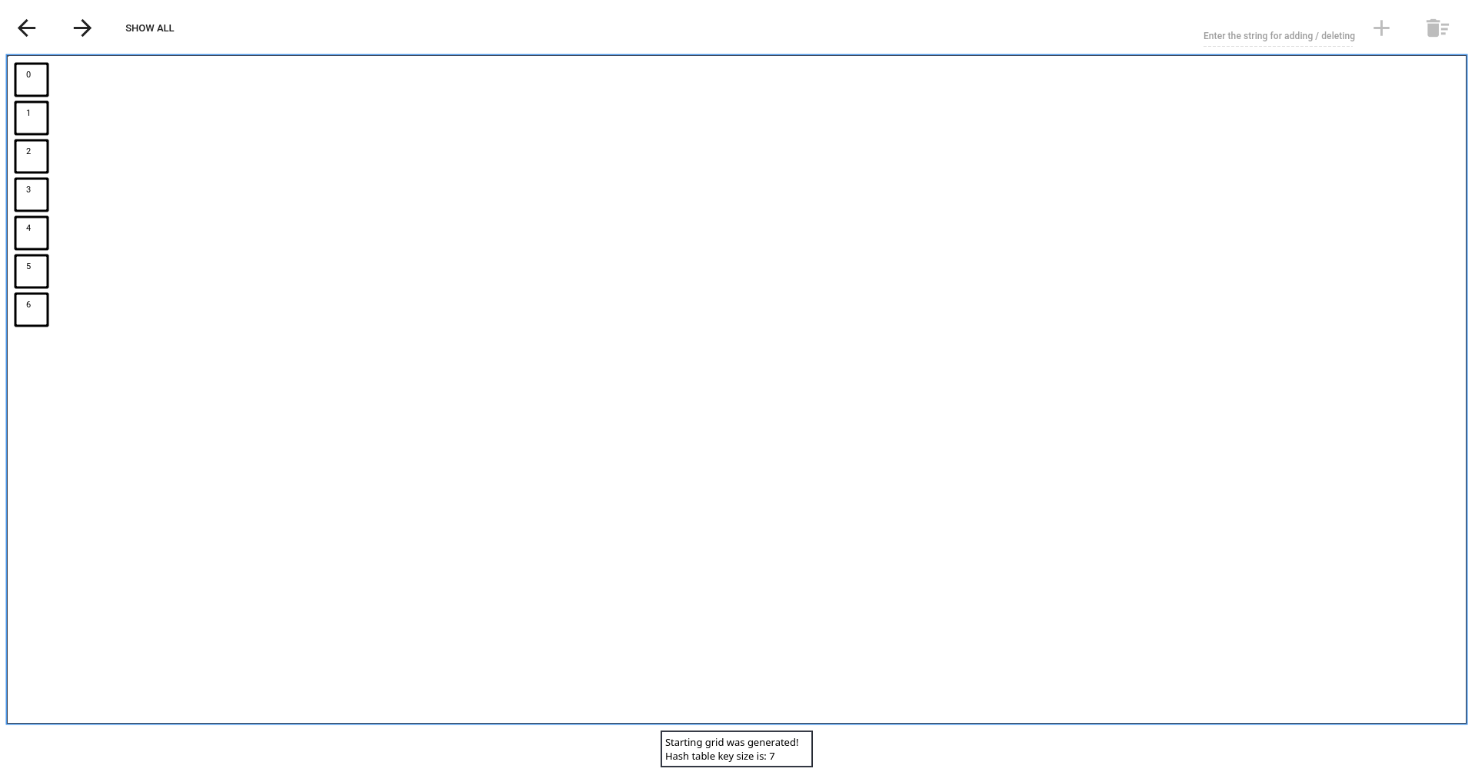 SHOW ALL
Enter the string for adding / deleting
0
1
2
3
4
5
6
Starting grid was generated!
Hash table key size is: 7